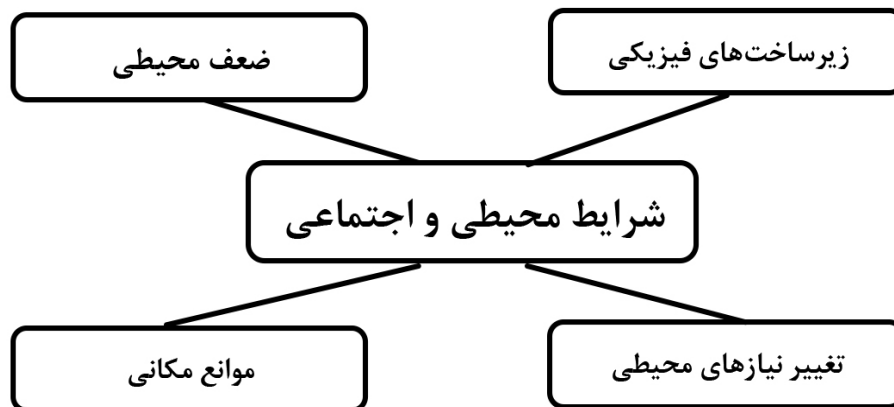 زیرساخت‌های فیزیکی
ضعف محیطی
شرایط محیطی و اجتماعی
تغییر نیازهای محیطی
موانع مکانی